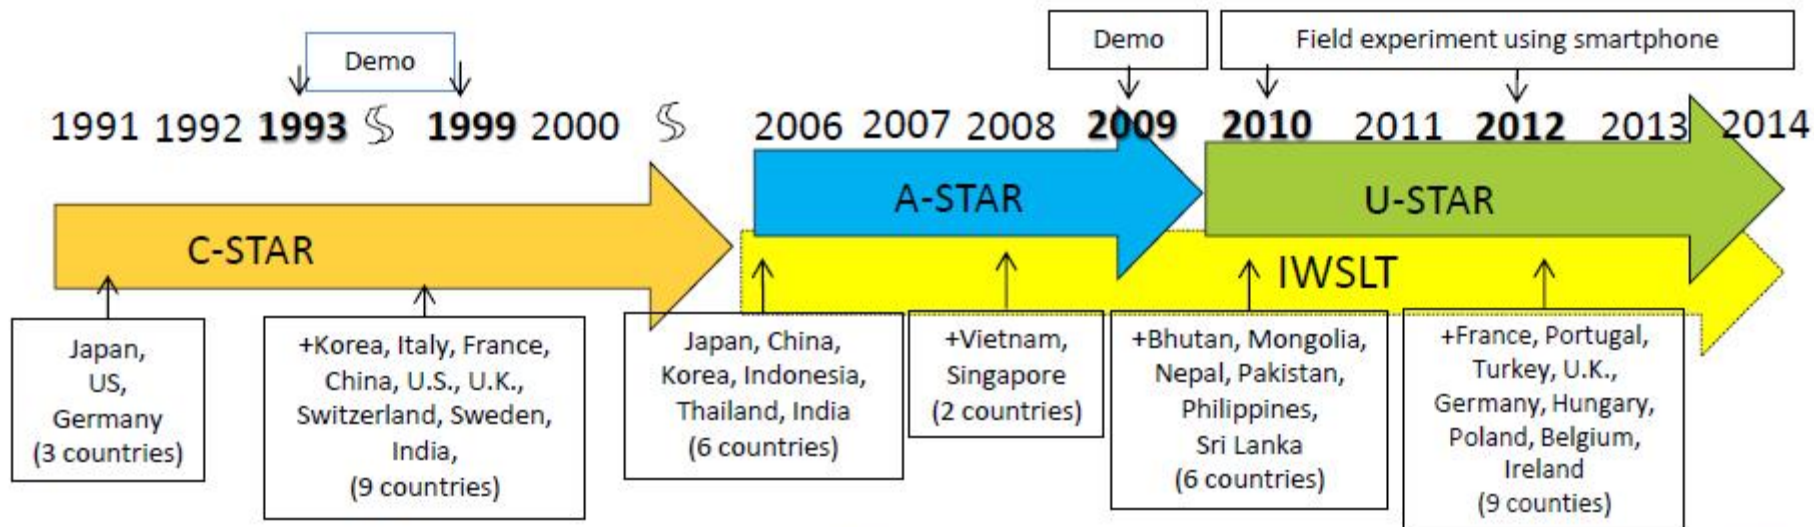 Demo
Demo
Field experiment using smartphone
1991 1992 1993 1999 2000 2006 2007 2008 2009 2010 2011 2012 2013 2014
C-STAR
A-STAR
U-STAR
IWSLT
Japan,
US,
Germany
(3 countries)
+Korea, Italy, France,
China, U.S., U.K.,
Switzerland, Sweden,
India,
(9 countries)
Japan, China,
Korea, Indonesia,
Thailand, India
(6 countries)
+Vietnam,
Singapore
(2 countries)
+Bhutan, Mongolia,
Nepal, Pakistan,
Philippines,
Sri Lanka
(6 countries)
+France, Portugal,
Turkey, U.K.,
Germany, Hungary,
Poland, Belgium,
Ireland
(9 counties)